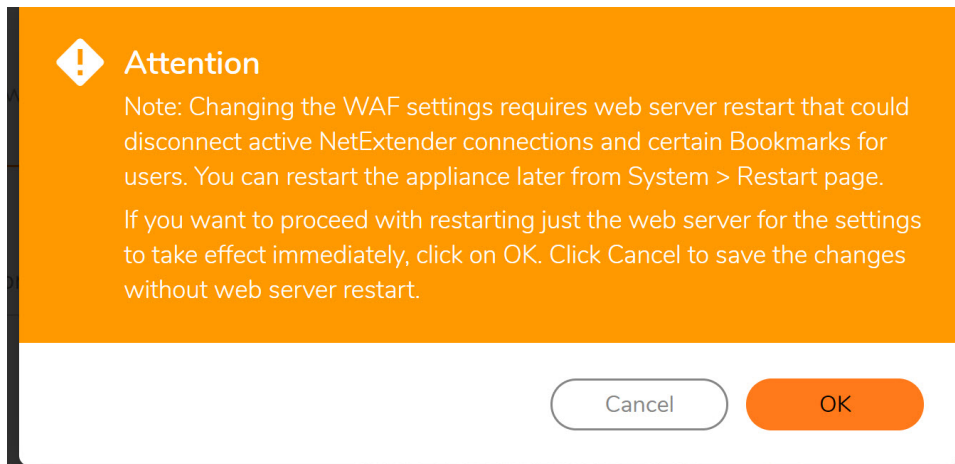 Attention
Note: Changing the WAF settings requires web server restart that could
disconnect active NetExtender connections and certain Bookmarks for
users. You can restart the appliance later from System > Restart page.
If you want to proceed with restarting just the web server for the settings
to take effect immediately, click on OK. Click Cancel to save the changes
without web server restart.
Cancel
OK